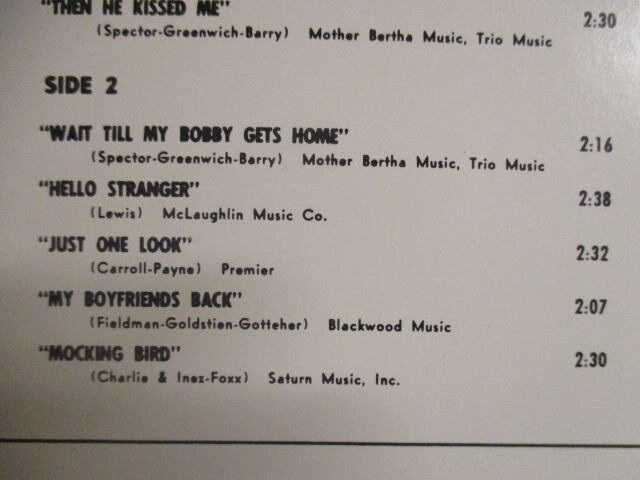 "THEN HE KISSED ME" 2:30
(Spector-Greenwich-Barry) Mother Bertha Music, Trio Music
SIDE 2
"WAIT TILL MY BOBBY GETS HOME" 2:16
(Spector-Greenwich-Barry) Mother Bertha Music, Trio Music
"HELLO STRANGER" 2:38
(Lewis) McLaughlin Music Co.
"JUST ONE LOOK" 2:32
(Carroll-Payne) Premier
"MY BOYFRIENDS BACK" 2:07
(Fieldman-Goldstien-Gotteher) Blackwood Music
"MOCKING BIRD" 2:30
(Charlie & Inez-Foxx) Saturn Music, Inc.